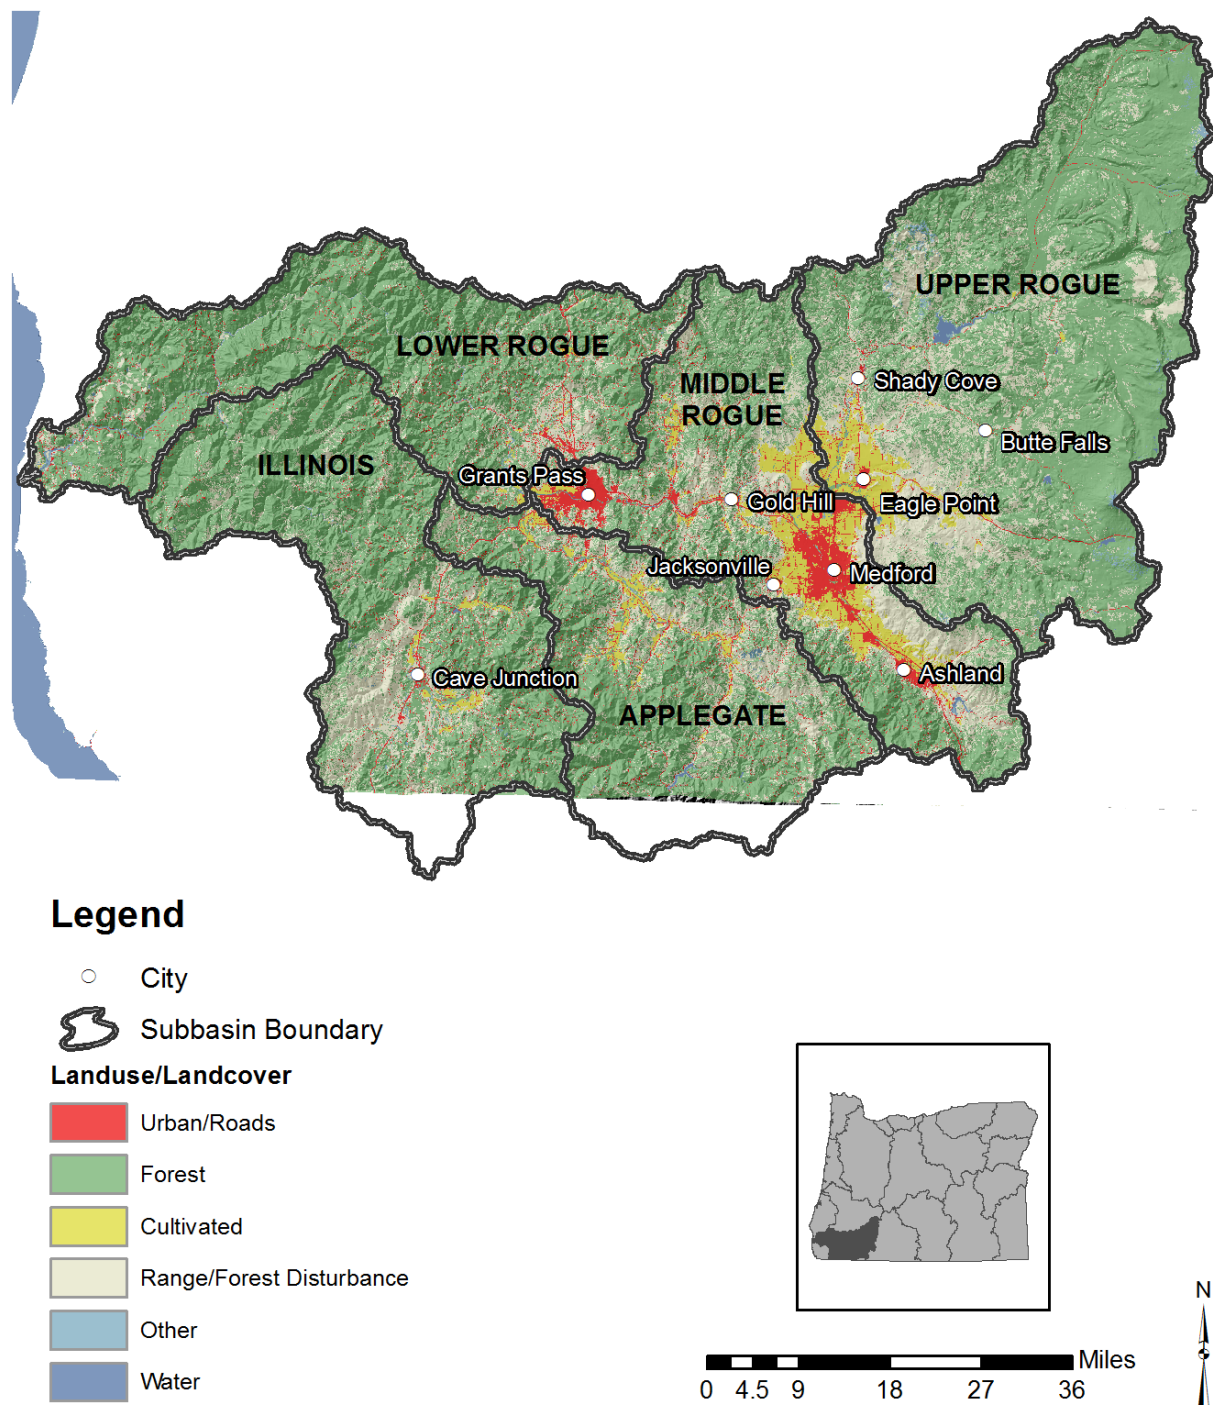 UPPER ROGUE
LOWER ROGUE
MIDDLE
ROGUE
Shady Cove
Butte Falls
ILLINOIS
Grants Pass
Gold Hill
Eagle Point
Jacksonville
Medford
Cave Junction
Ashland
APPLEGATE
Legend
City
Subbasin Boundary
Landuse/Landcover
Urban/Roads
Forest
Cultivated
Range/Forest Disturbance
Other
Water
N
Miles
0 4.5 9 18 27 36